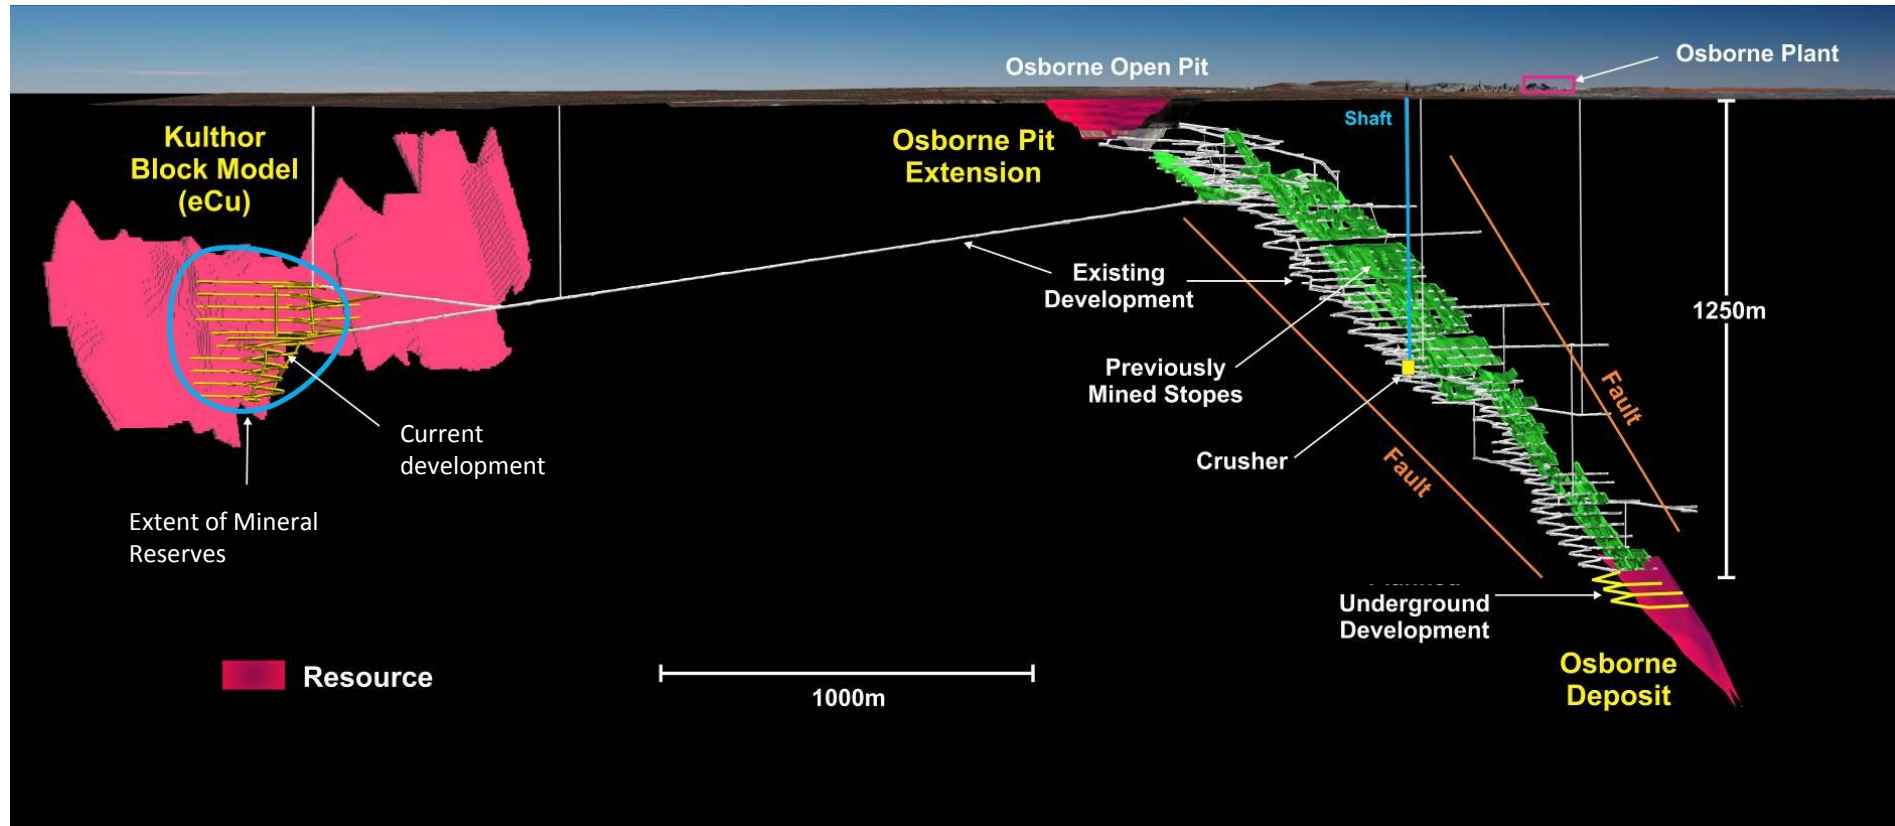 Osborne Open Pit
Osborne Plant
Kulthor
Block Model
(eCu)
Osborne Pit
Extension
Shaft
Existing
Development
1250m
Previously
Mined Stopes
Fault
Current
development
Crusher
Fault
Extent of Mineral
Reserves
Underground
Development
Osborne
Deposit
Resource
1000m